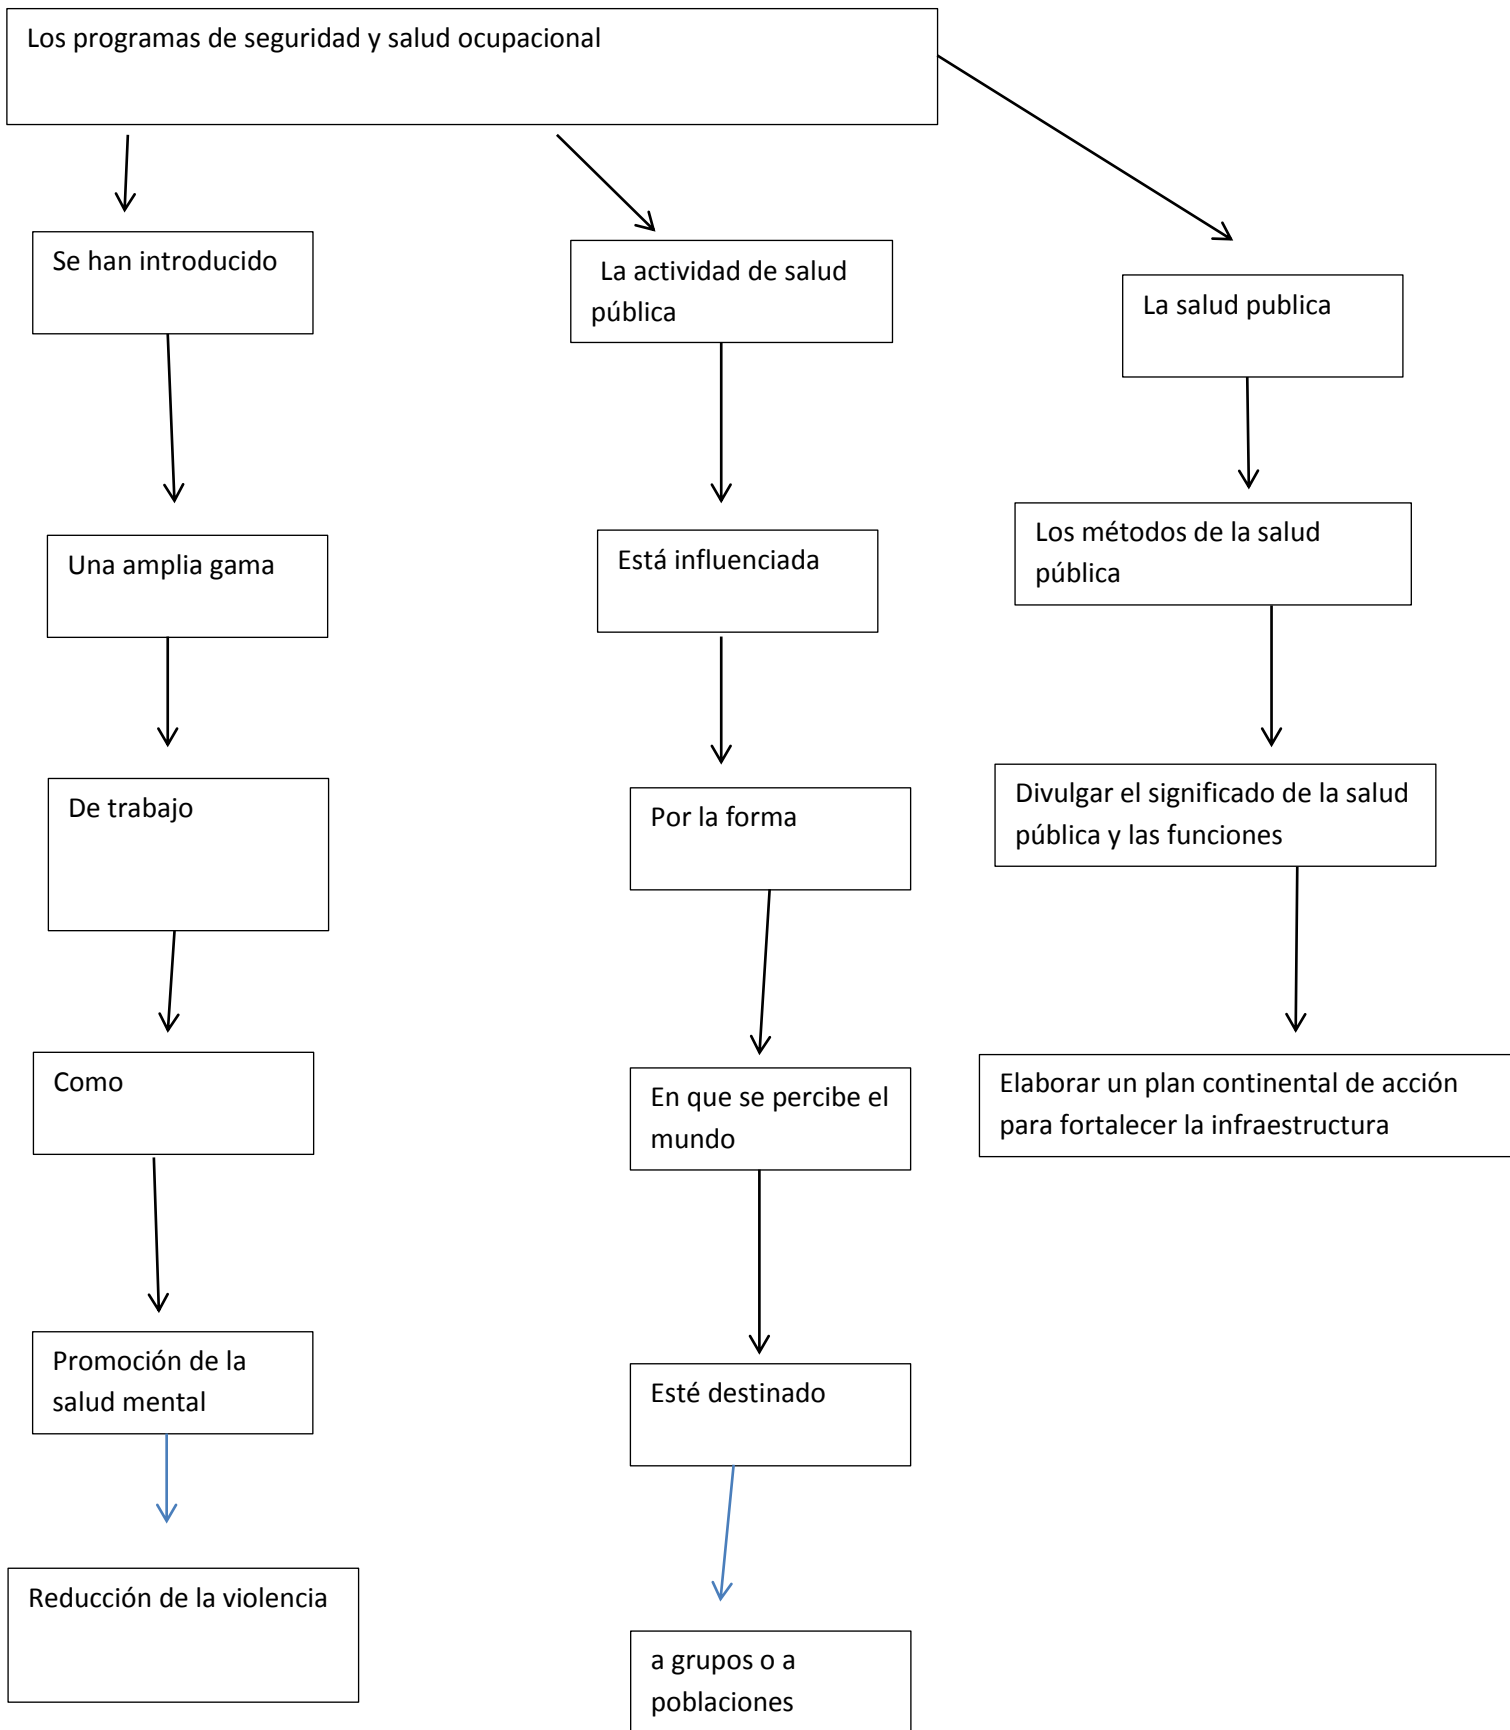 Los programas de seguridad y salud ocupacional
Se han introducido
Una amplia gama
De trabajo
Como
Promoción de la
salud mental
Reducción de la violencia
La actividad de salud
pública
Está influenciada
Por la forma
En que se percibe el
mundo
Esté destinado
a grupos o a
poblaciones
La salud publica
Los métodos de la salud
pública
Divulgar el significado de la salud
pública y las funciones
Elaborar un plan continental de acción
para fortalecer la infraestructura